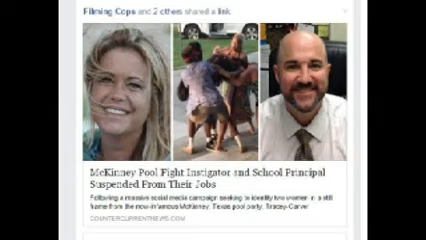 Filming Cops and 2 others shared a link
McKinney Pool Fight Instigator and School Principal
Suspended From Their Jobs
Following a massive social media campaign seeking to identify two women in a still
frame from the now-infamous McKinney, Texas pool party, Tracey-Carver
COUNTERCURRENTNEWS.COM